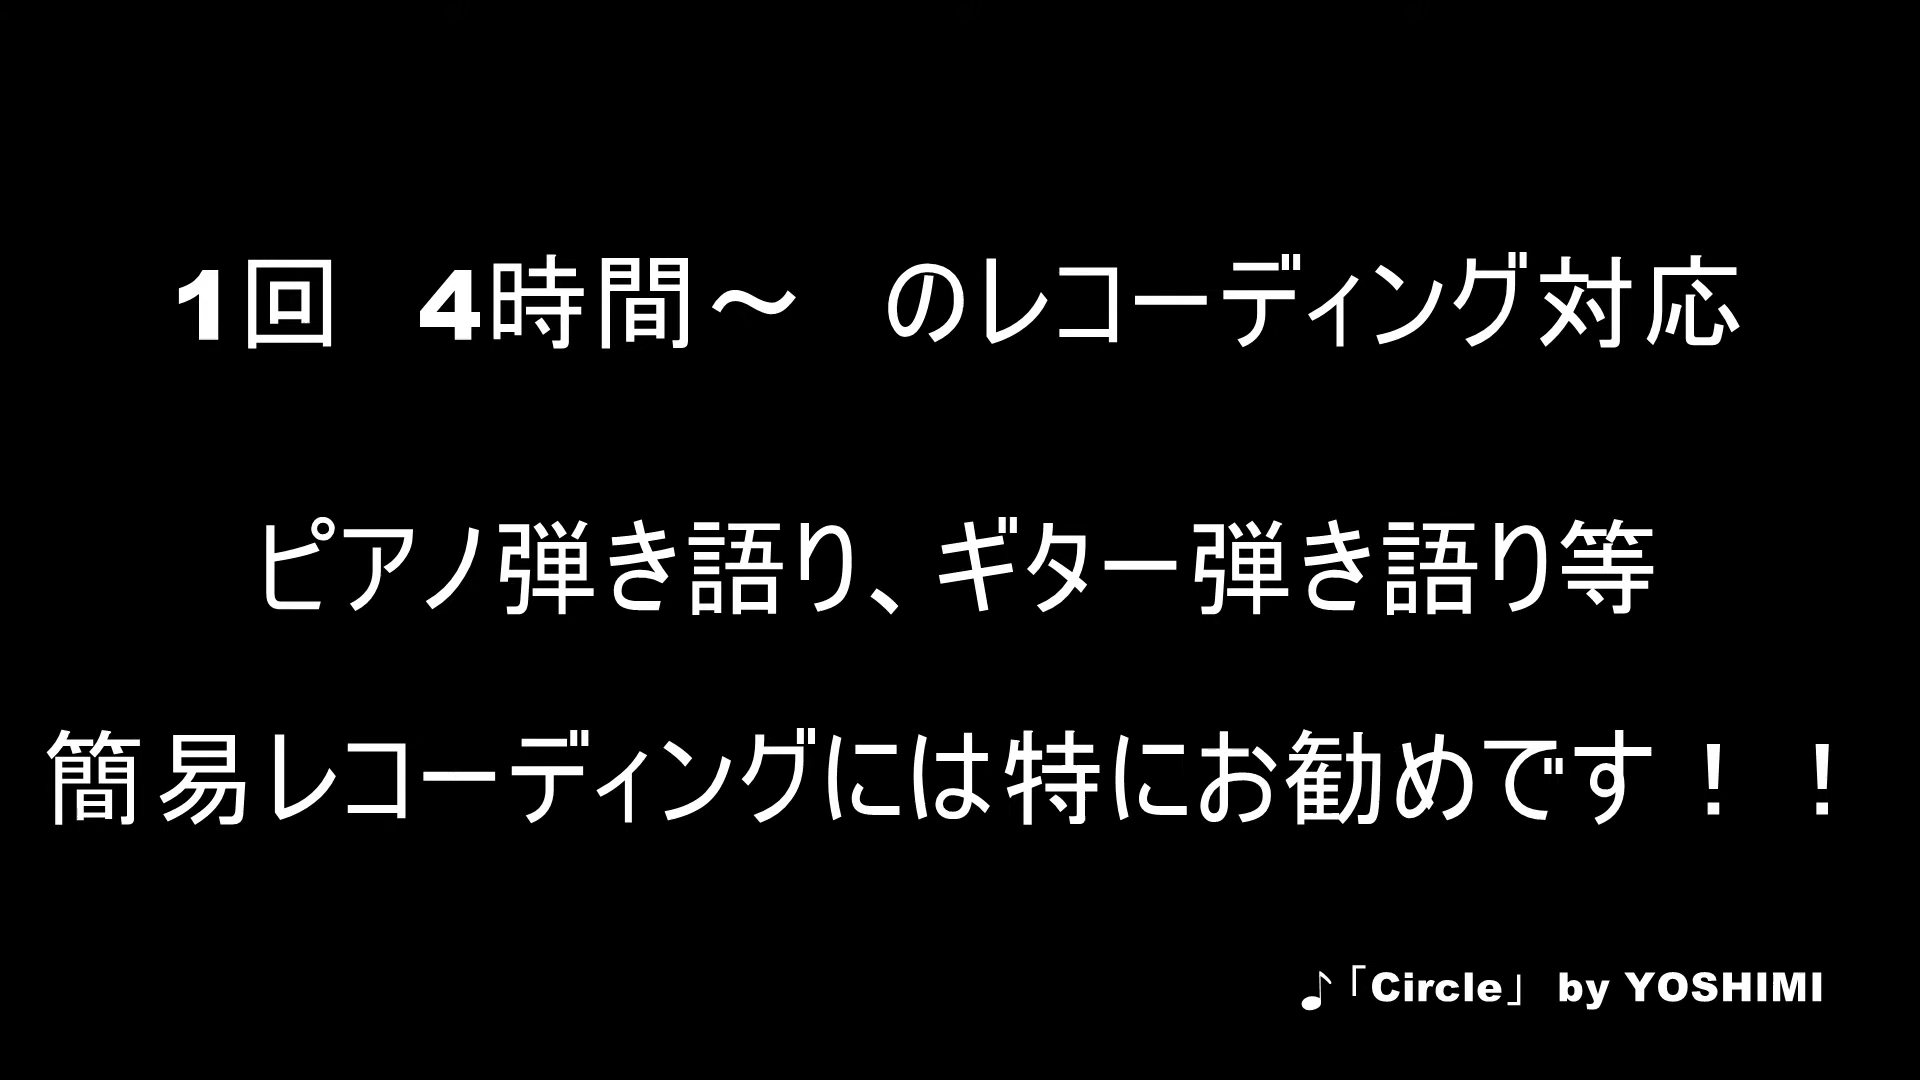 1回　4時間～　のレコーディング対応
ピアノ弾き語り、ギター弾き語り等
簡易レコーディングには特にお勧めです！！
♪「Circle」 by YOSHIMI